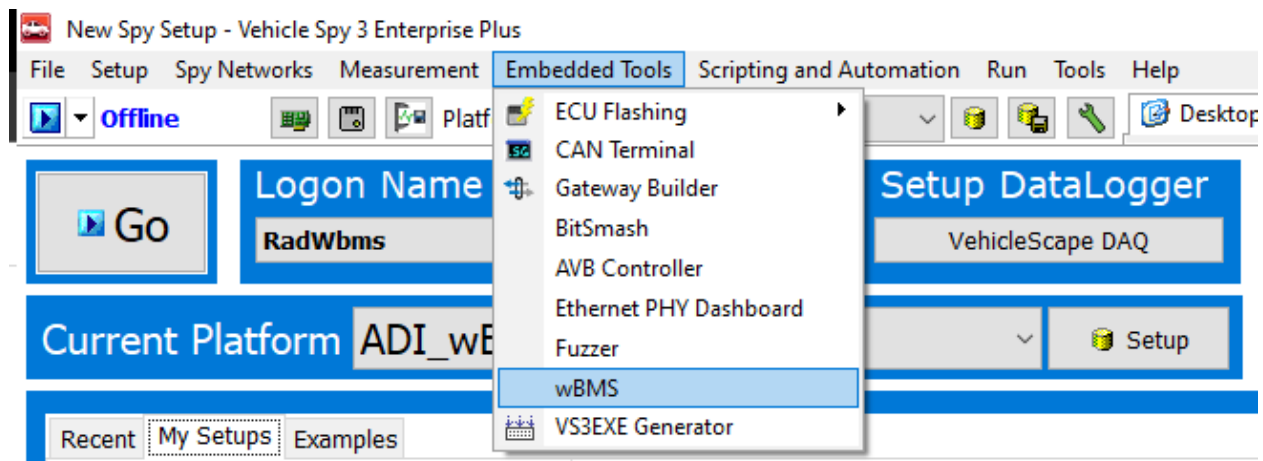 New Spy Setup - Vehicle Spy 3 Enterprise Plus
File Setup Spy Networks Measurement Embedded Tools Scripting and Automation Run Tools Help
Offline Platf Desktop
ECU Flashing
CAN Terminal
Gateway Builder
BitSmash
AVB Controller
Ethernet PHY Dashboard
Fuzzer
wBMS
VS3EXE Generator
Go
Logon Name
RadWbms
Setup DataLogger
VehicleScape DAQ
Current Platform ADI_wB Setup
Recent My Setups Examples